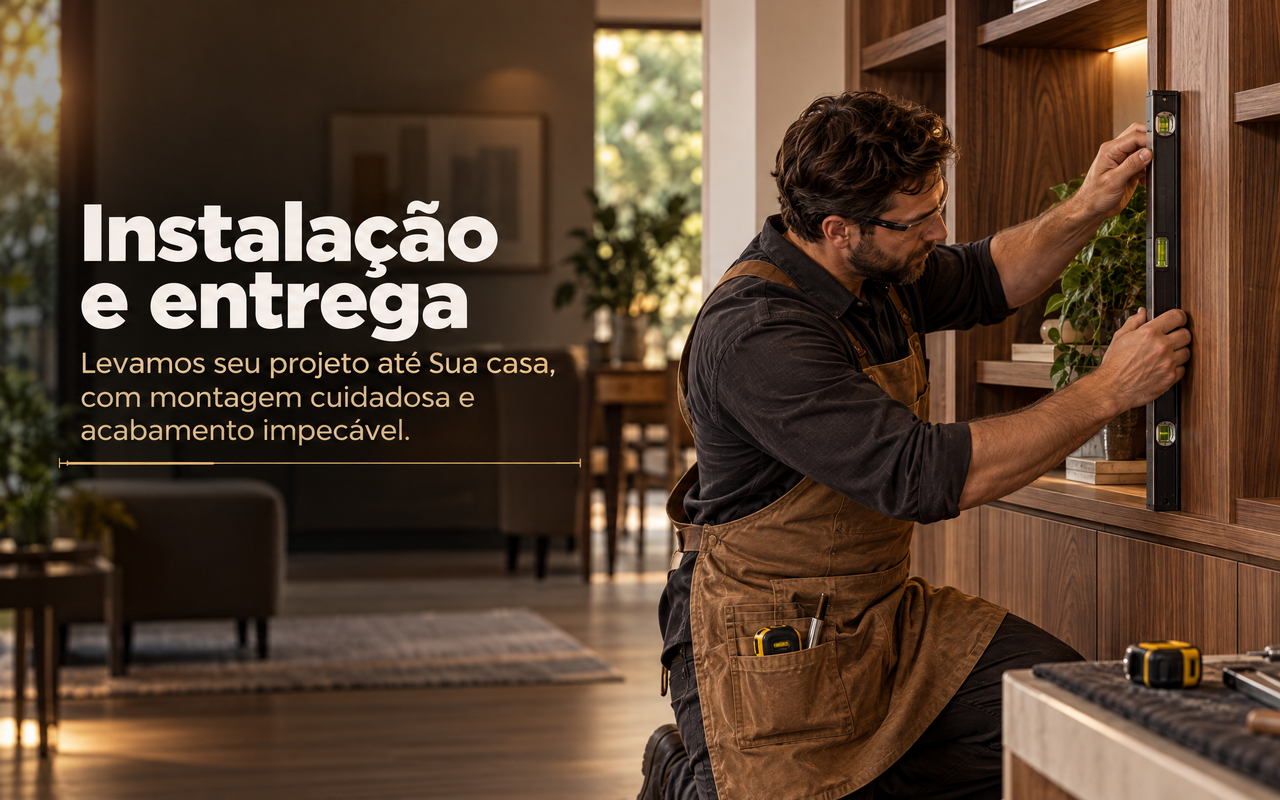 Instalação
e entrega
Levamos seu projeto até Sua casa,
com montagem cuidadosa e
acabamento impecável.